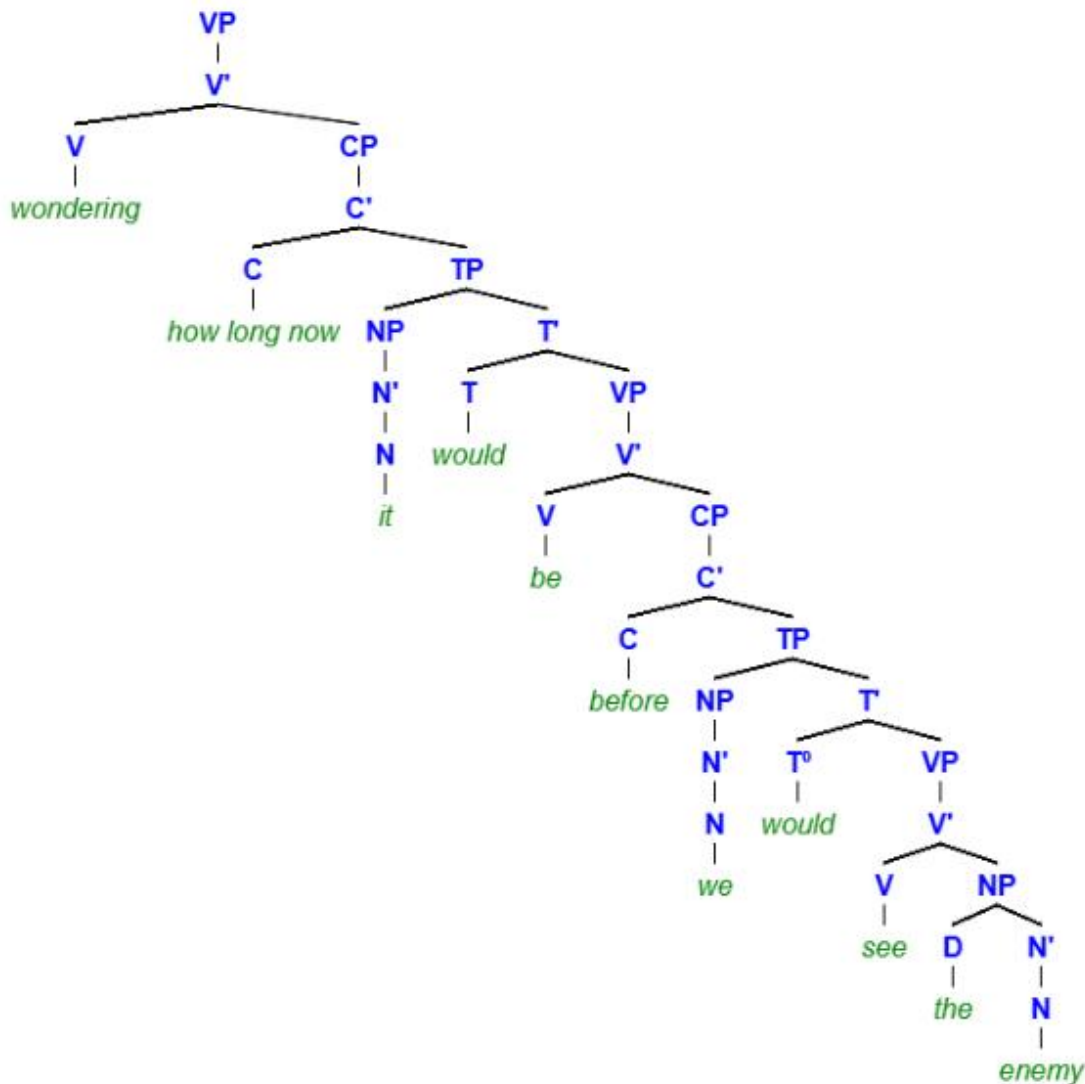 VP
V'
V CP
wondering C'
C TP
how long now NP T'
N' T VP
N would V'
it V CP
be C'
C TP
before NP T'
N' T⁰ VP
N would V'
we V NP
see D N'
the N
enemy